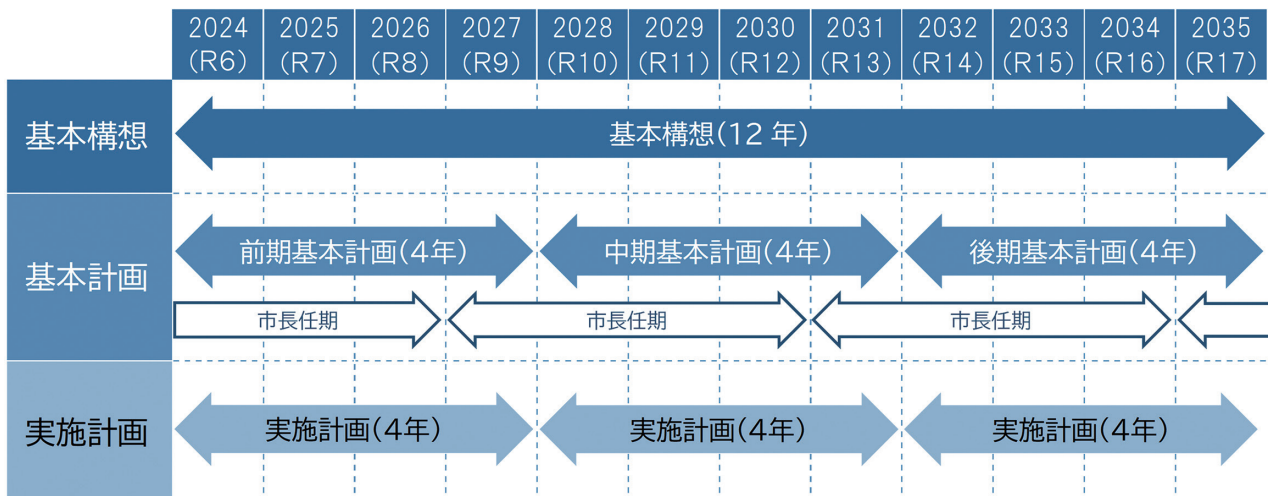 2024 2025 2026 2027 2028 2029 2030 2031 2032 2033 2034 2035
(R6) (R7) (R8) (R9) (R10) (R11) (R12) (R13) (R14) (R15) (R16) (R17)
基本構想 基本構想(12年)
基本計画 前期基本計画(4年) 中期基本計画(4年) 後期基本計画(4年)
市長任期 市長任期 市長任期
実施計画 実施計画(4年) 実施計画(4年) 実施計画(4年)